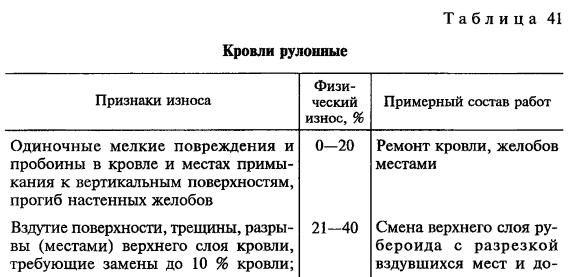 Таблица 41
Кровли рулонные
Признаки износа
Физи-
ческий
износ, %
Примерный состав работ
Одиночные мелкие повреждения и
пробоины в кровле и местах примы-
кания к вертикальным поверхностям,
прогиб настенных желобов
0—20
Ремонт кровли, желобов
местами
Вздутие поверхности, трещины, разры-
вы (местами) верхнего слоя кровли,
требующие замены до 10 % кровли;
21—40
Смена верхнего слоя ру-
бероида с разрезкой
вздувшихся мест и до-